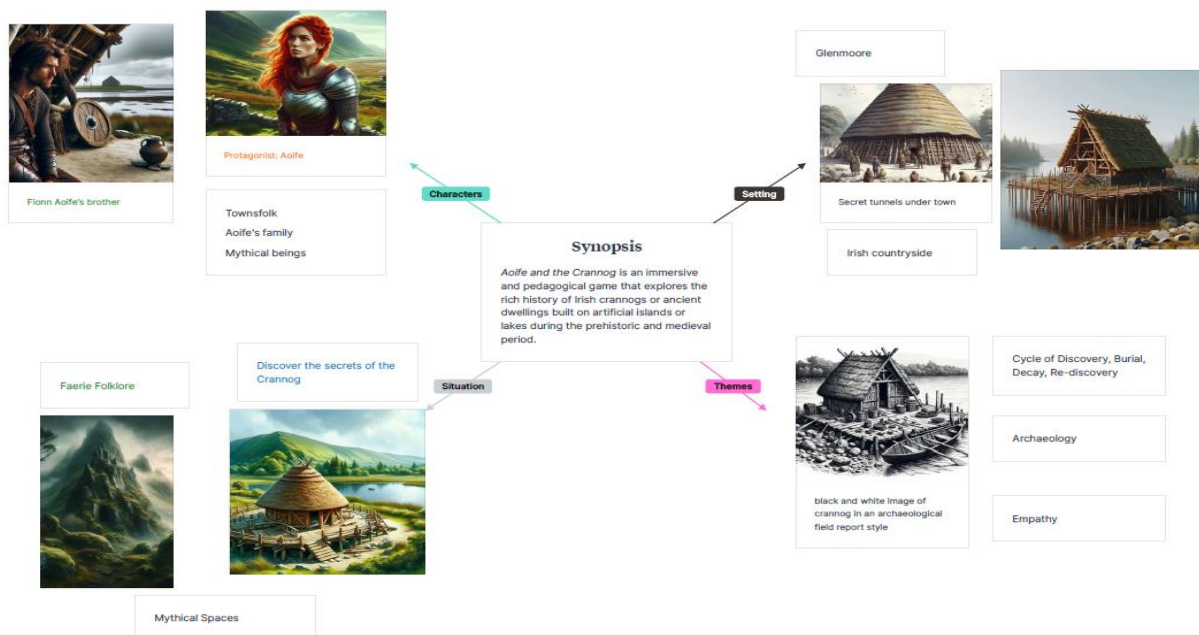 Fionn Aoife's brother
Protagonist: Aoife
Townsfolk
Aoife's family
Mythical beings
Characters
Setting
Glenmoore
Secret tunnels under town
Irish countryside
Synopsis
Aoife and the Crannog is an immersive
and pedagogical game that explores the
rich history of Irish crannogs or ancient
dwellings built on artificial islands or
lakes during the prehistoric and medieval
period.
Situation
Themes
Faerie Folklore
Discover the secrets of the
Crannog
Mythical Spaces
black and white image of
crannog in an archaeological
field report style
Cycle of Discovery, Burial,
Decay, Re-discovery
Archaeology
Empathy